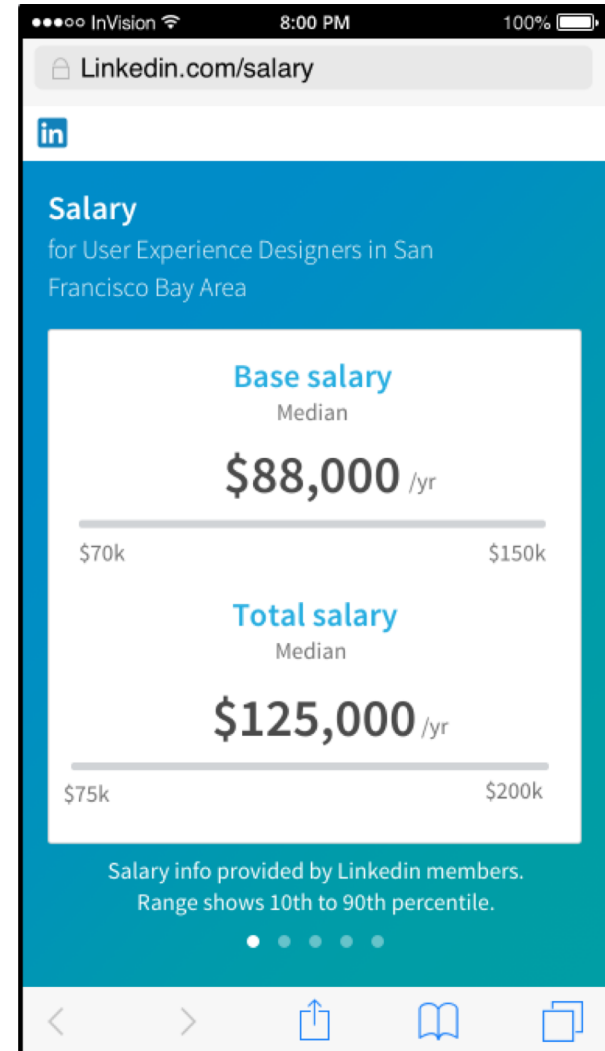 InVision 8:00 PM 100%
Linkedin.com/salary
in
Salary
for User Experience Designers in San
Francisco Bay Area
Base salary
Median
$88,000 /yr
$70k $150k
Total salary
Median
$125,000 /yr
$75k $200k
Salary info provided by Linkedin members.
Range shows 10th to 90th percentile.